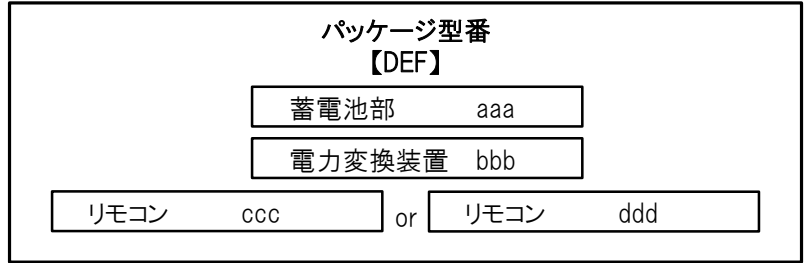 パッケージ型番
【DEF】
蓄電池部 aaa
電力変換装置 bbb
リモコン ccc or リモコン ddd